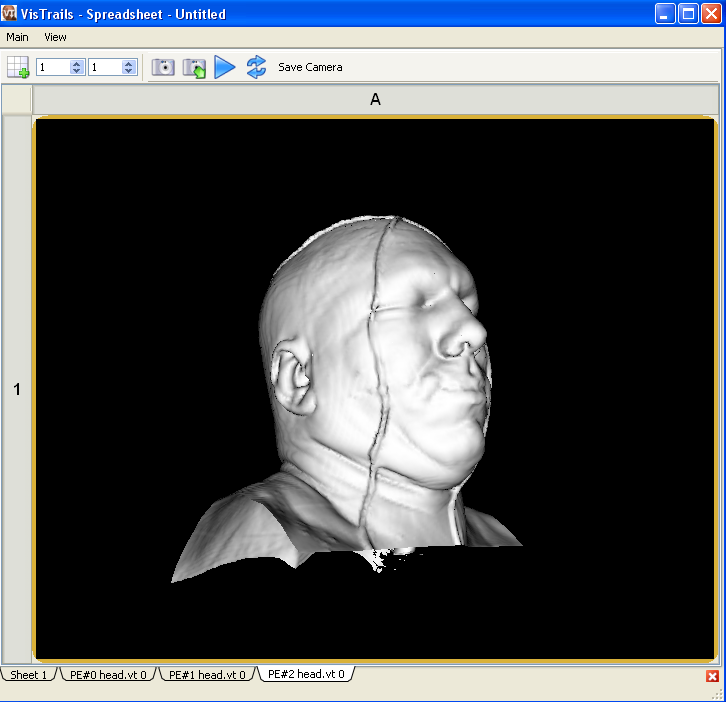 VisTrails - Spreadsheet - Untitled
Main View
1 1 Save Camera
A
1
Sheet 1 PE#0 head.vt 0 PE#1 head.vt 0 PE#2 head.vt 0